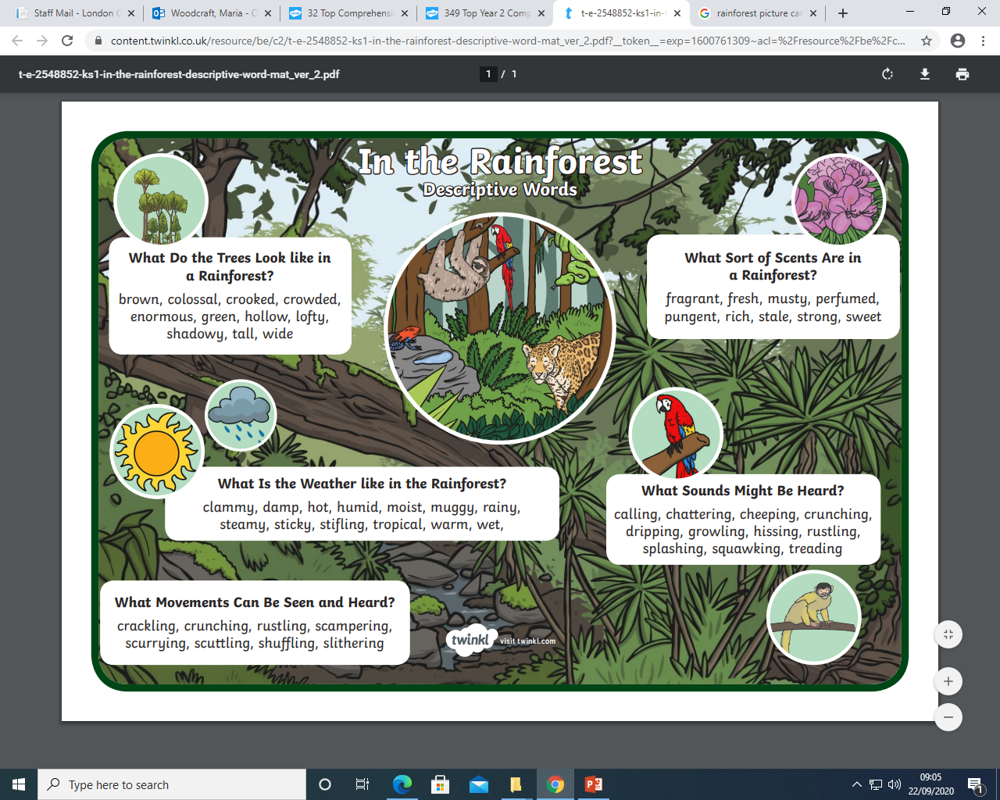 Staff Mail - London G
Woodcraft, Maria - G
32 Top Comprehensi
349 Top Year 2 Comp
t-e-2548852-ks1-in-t
rainforest picture car
content.twinkl.co.uk/resource/be/c2/t-e-2548852-ks1-in-the-rainforest-descriptive-word-mat_ver_2.pdf?__token__=exp=1600761309~acl=%2Fresource%2Fbe%2Fc...
t-e-2548852-ks1-in-the-rainforest-descriptive-word-mat_ver_2.pdf
1 / 1
In the Rainforest
Descriptive Words
What Do the Trees Look like in
a Rainforest?
brown, colossal, crooked, crowded,
enormous, green, hollow, lofty,
shadowy, tall, wide
What Sort of Scents Are in
a Rainforest?
fragrant, fresh, musty, perfumed,
pungent, rich, stale, strong, sweet
What Is the Weather like in the Rainforest?
clammy, damp, hot, humid, moist, muggy, rainy,
steamy, sticky, stifling, tropical, warm, wet,
What Sounds Might Be Heard?
calling, chattering, cheeping, crunching,
dripping, growling, hissing, rustling,
splashing, squawking, treading
What Movements Can Be Seen and Heard?
crackling, crunching, rustling, scampering,
scurrying, scuttling, shuffling, slithering
twinkl visit twinkl.com
Type here to search
09:05
22/09/2020
1